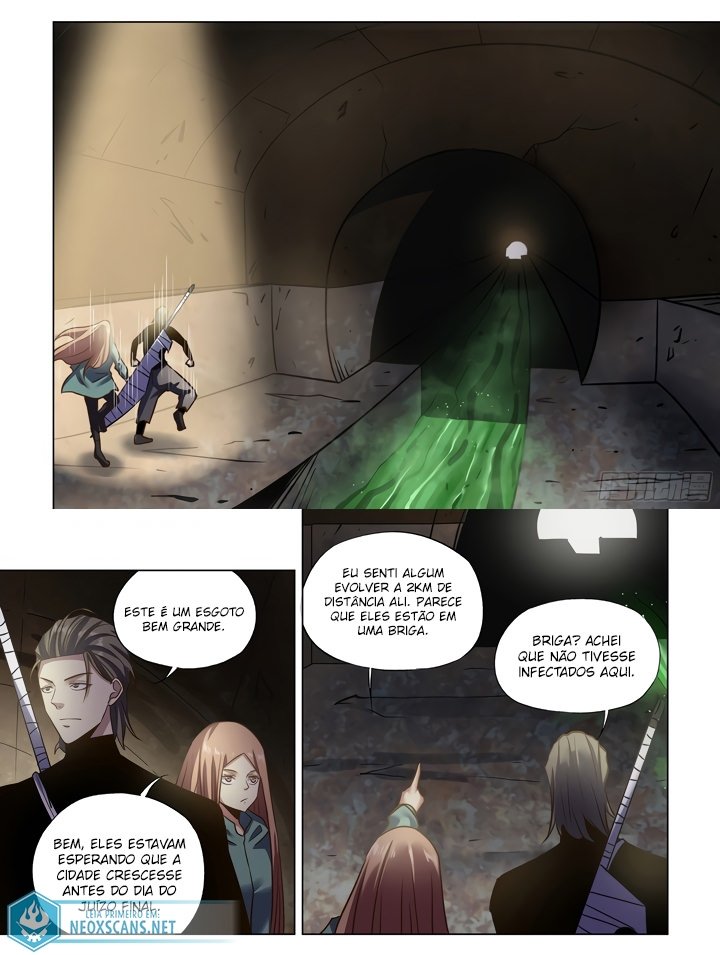 ESTE É UM ESGOTO
BEM GRANDE.
BEM, ELES ESTAVAM
ESPERANDO QUE A
CIDADE CRESCESSE
ANTES DO DIA DO
JUÍZO FINAL.
EU SENTI ALGUM
EVOLVER A 2KM DE
DISTÂNCIA ALI. PARECE
QUE ELES ESTÃO EM
UMA BRIGA.
BRIGA? ACHEI
QUE NÃO TIVESSE
INFECTADOS AQUI.
LEIA PRIMEIRO EM:
NEOXSCANS.NET